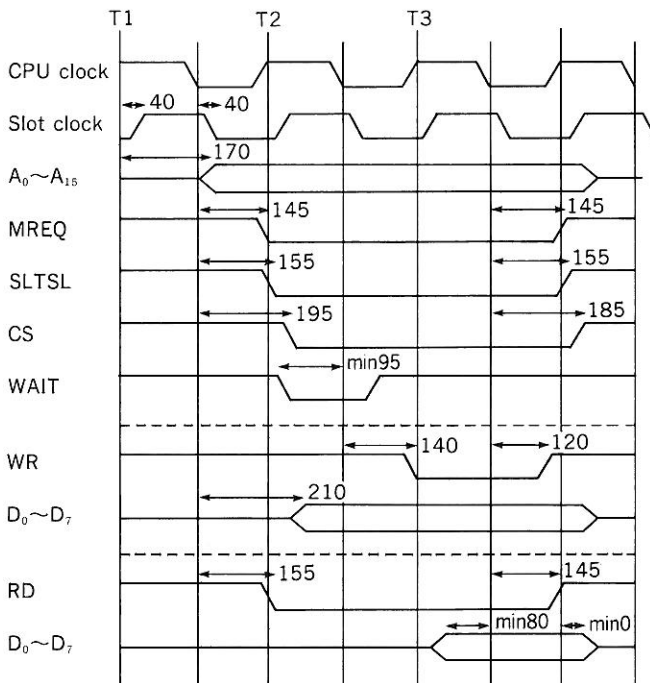 T1 T2 T3
CPU clock
40 40
Slot clock
170
A₀~A₁₅
145 145
MREQ
155 155
SLTSL
195 185
CS
min95
WAIT
140 120
WR
210
D₀~D₇
155 145
RD
min80 min0
D₀~D₇